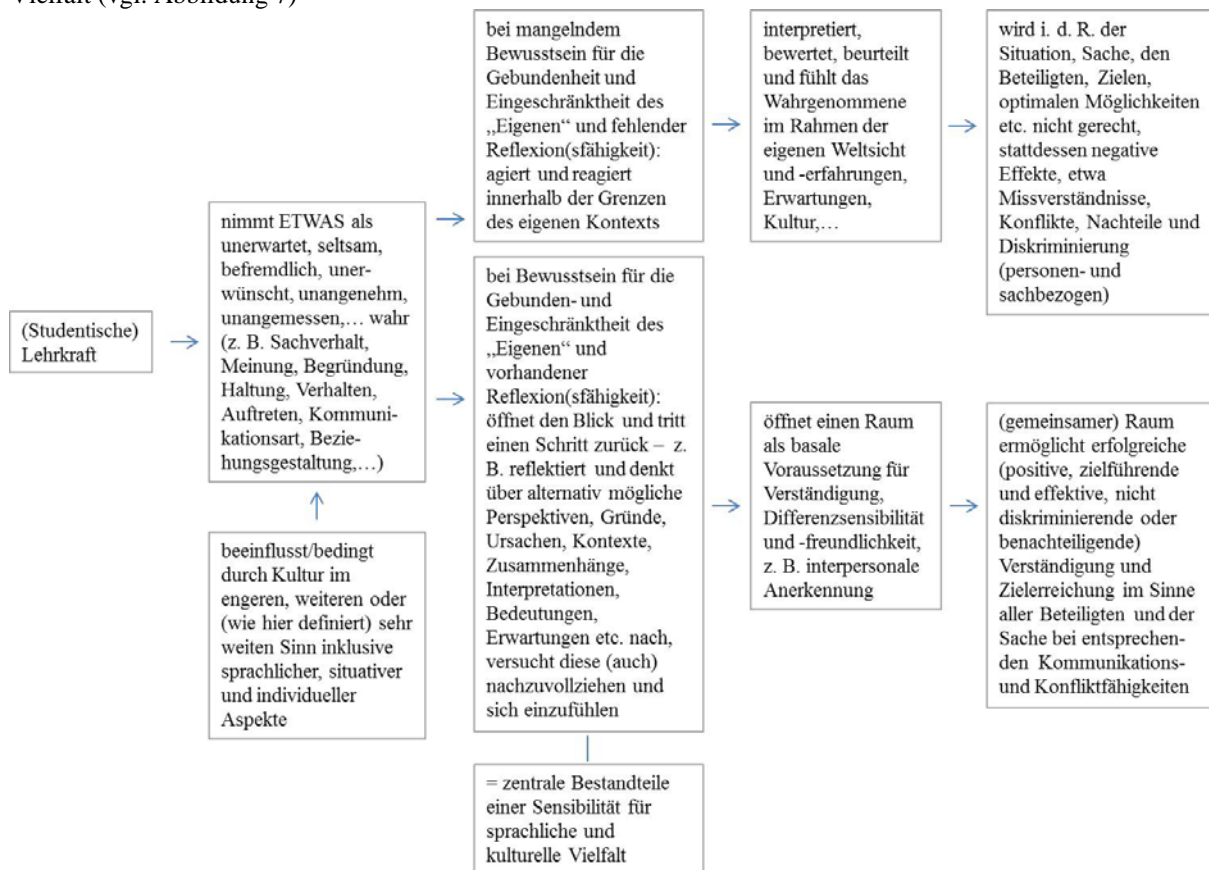 Vielfalt (vgl. Abbildung 7)
(Studentische)
Lehrkraft
nimmt ETWAS als
unerwartet, seltsam,
befremdlich, uner-
wünscht, unangenehm,
unangemessen,… wahr
(z. B. Sachverhalt,
Meinung, Begründung,
Haltung, Verhalten,
Auftreten, Kommuni-
kationsart, Bezie-
hungsgestaltung,…)
beeinflusst/bedingt
durch Kultur im
engeren, weiteren oder
(wie hier definiert) sehr
weiten Sinn inklusive
sprachlicher, situativer
und individueller
Aspekte
bei mangelndem
Bewusstsein für die
Gebundenheit und
Eingeschränktheit des
„Eigenen“ und fehlender
Reflexion(sfähigkeit):
agiert und reagiert
innerhalb der Grenzen
des eigenen Kontexts
interpretiert,
bewertet, beurteilt
und fühlt das
Wahrgenommene
im Rahmen der
eigenen Weltsicht
und -erfahrungen,
Erwartungen,
Kultur,…
wird i. d. R. der
Situation, Sache, den
Beteiligten, Zielen,
optimalen Möglichkeiten
etc. nicht gerecht,
stattdessen negative
Effekte, etwa
Missverständnisse,
Konflikte, Nachteile und
Diskriminierung
(personen- und
sachbezogen)
bei Bewusstsein für die
Gebunden- und
Eingeschränktheit des
„Eigenen“ und
vorhandener
Reflexion(sfähigkeit):
öffnet den Blick und tritt
einen Schritt zurück – z.
B. reflektiert und denkt
über alternativ mögliche
Perspektiven, Gründe,
Ursachen, Kontexte,
Zusammenhänge,
Interpretationen,
Bedeutungen,
Erwartungen etc. nach,
versucht diese (auch)
nachzuvollziehen und
sich einzufühlen
öffnet einen Raum
als basale
Voraussetzung für
Verständigung,
Differenzsensibilität
und -freundlichkeit,
z. B. interpersonale
Anerkennung
(gemeinsamer) Raum
ermöglicht erfolgreiche
(positive, zielführende
und effektive, nicht
diskriminierende oder
benachteiligende)
Verständigung und
Zielerreichung im Sinne
aller Beteiligten und der
Sache bei entsprechen-
den Kommunikations-
und Konfliktfähigkeiten
= zentrale Bestandteile
einer Sensibilität für
sprachliche und
kulturelle Vielfalt